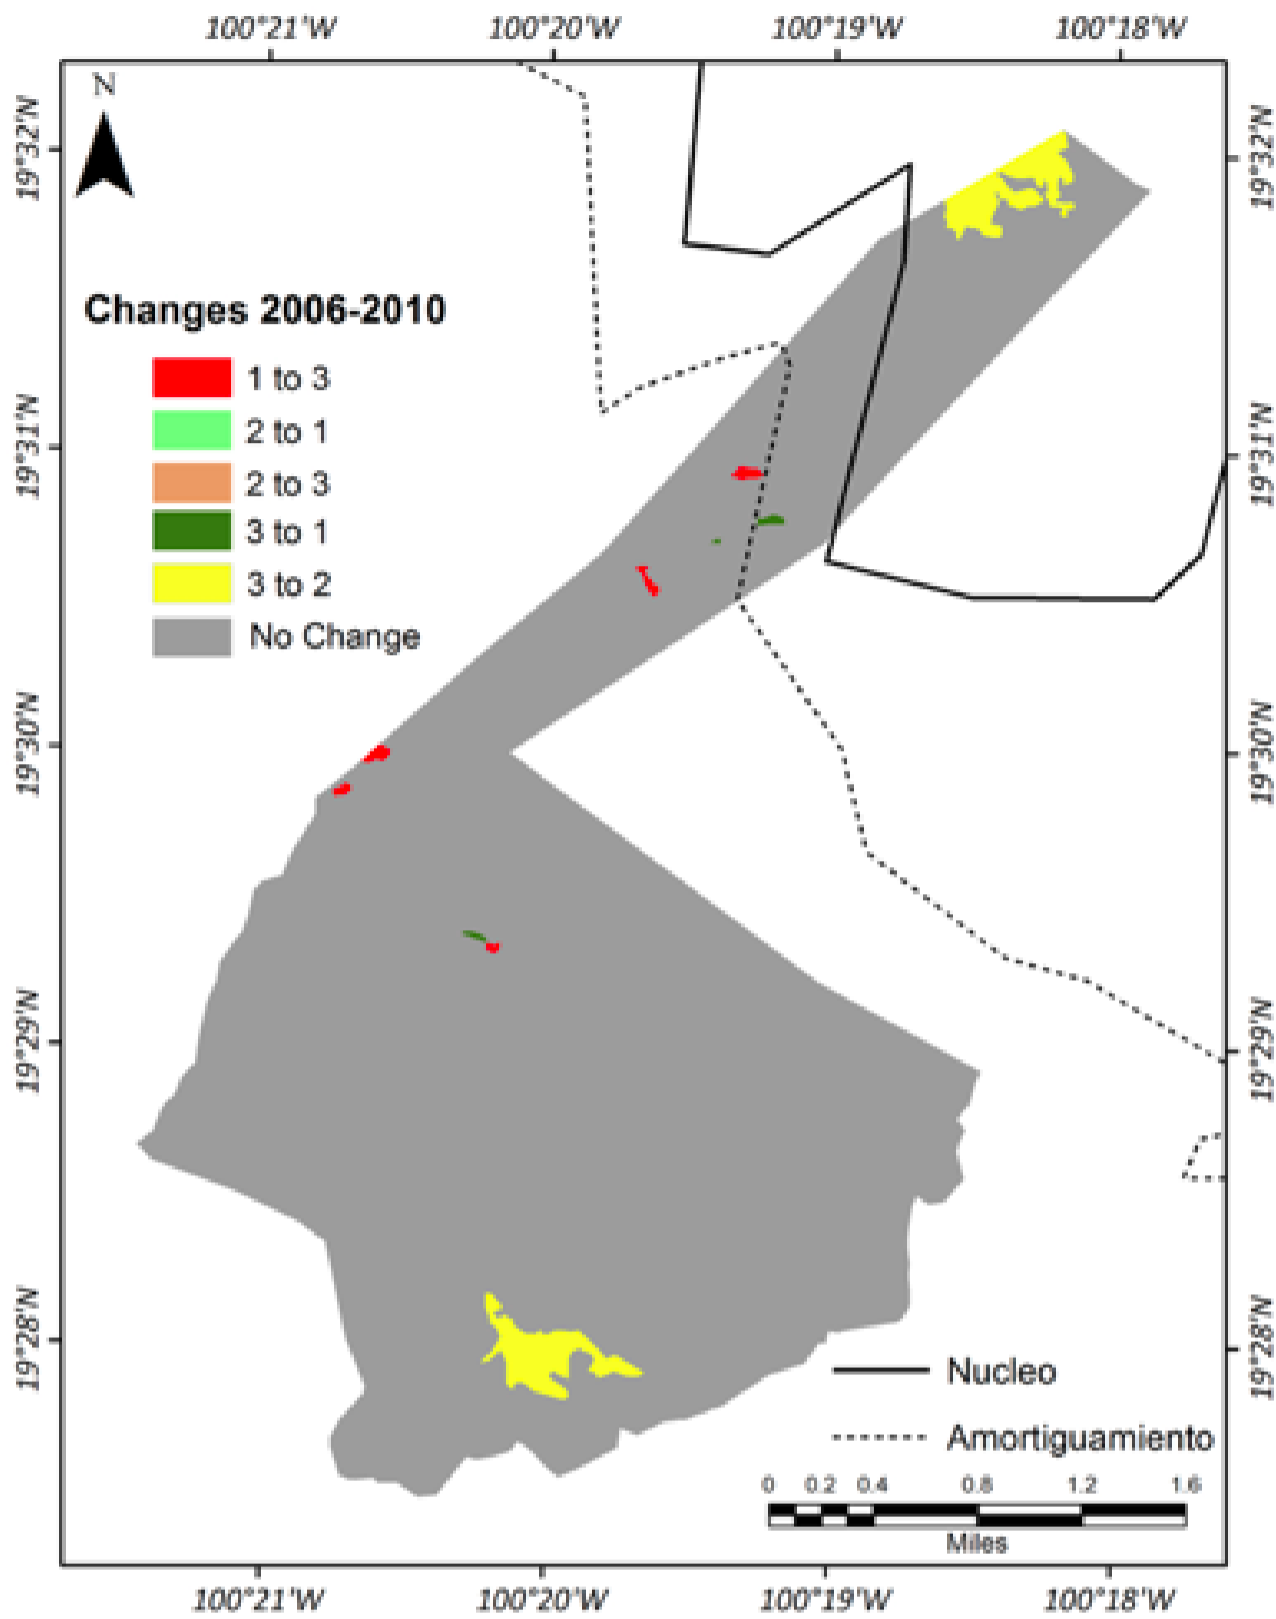 100°21'W 100°20'W 100°19'W 100°18'W
N
19°32'N 19°32'N
Changes 2006-2010
1 to 3
2 to 1
19°31'N 19°31'N
2 to 3
3 to 1
3 to 2
No Change
19°30'N 19°30'N
19°29'N 19°29'N
19°28'N 19°28'N
Nucleo
Amortiguamiento
0 0.2 0.4 0.8 1.2 1.6
Miles
100°21'W 100°20'W 100°19'W 100°18'W